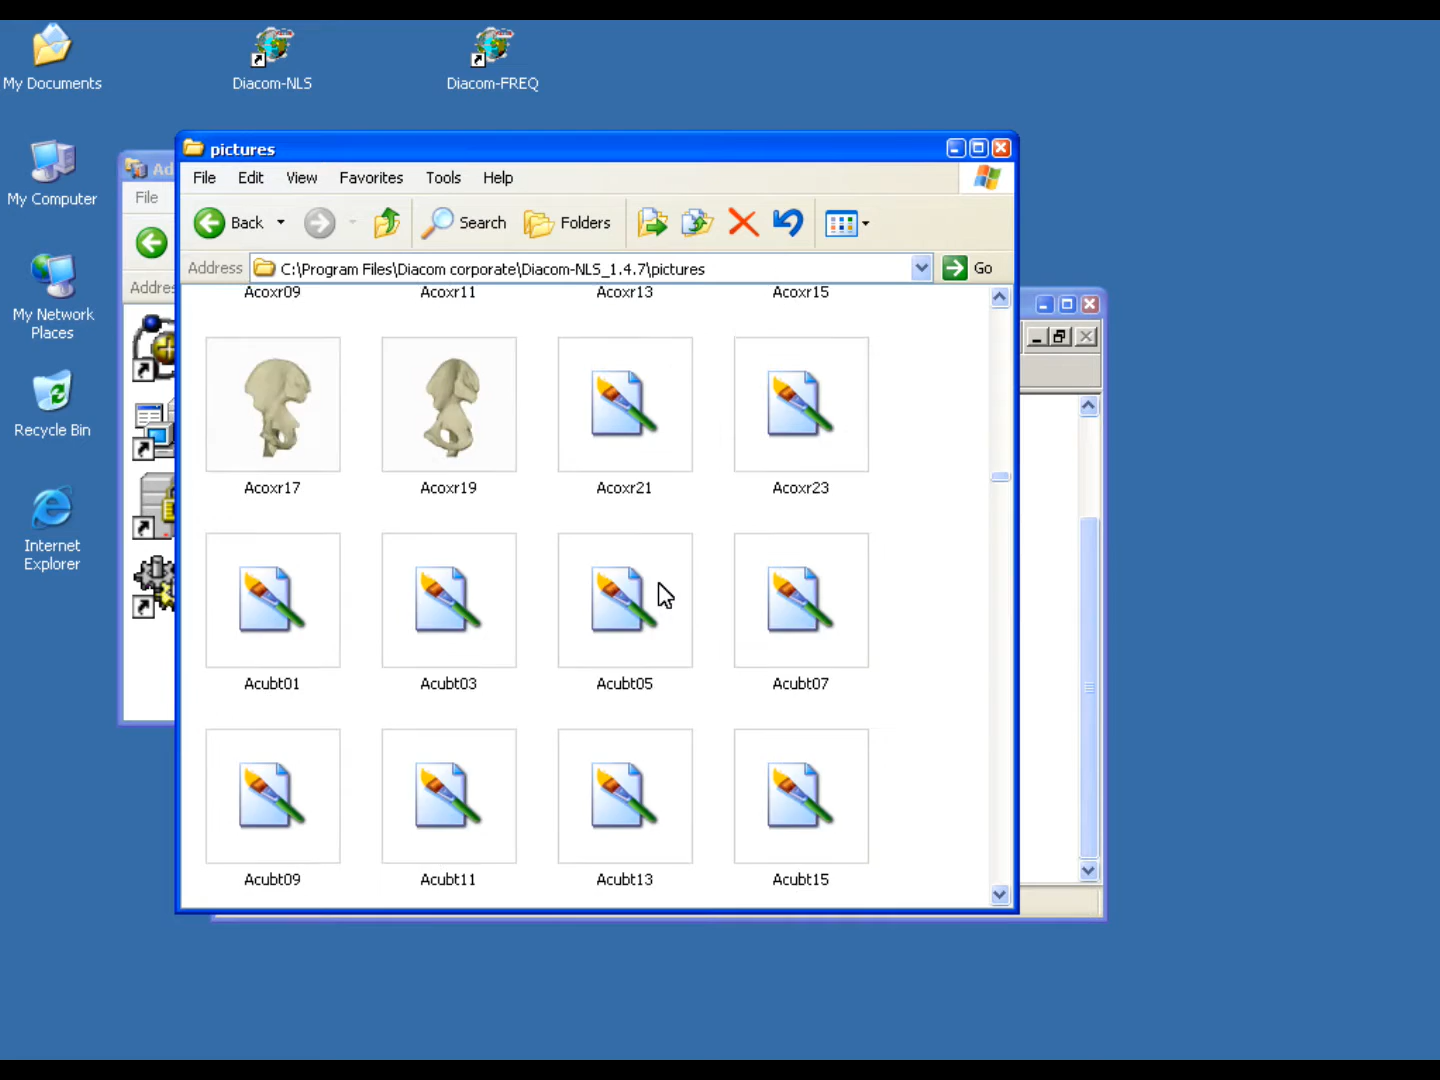 My Documents
Diacom-NLS
Diacom-FREQ
My Computer
My Network
Places
Recycle Bin
Internet
Explorer
Ad
File
Addres
pictures
File Edit View Favorites Tools Help
Back Search Folders
Address C:\Program Files\Diacom corporate\Diacom-NLS_1.4.7\pictures Go
Acoxr09 Acoxr11 Acoxr13 Acoxr15
Acoxr17 Acoxr19 Acoxr21 Acoxr23
Acubt01 Acubt03 Acubt05 Acubt07
Acubt09 Acubt11 Acubt13 Acubt15